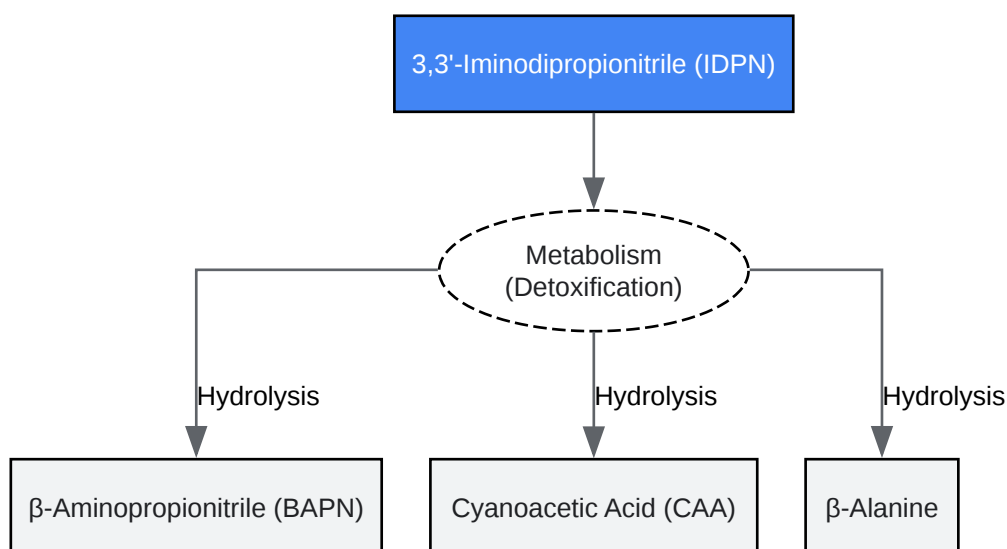 3,3'-Iminodipropionitrile (IDPN)
Metabolism
(Detoxification)
Hydrolysis
Hydrolysis
Hydrolysis
β-Aminopropionitrile (BAPN)
Cyanoacetic Acid (CAA)
β-Alanine